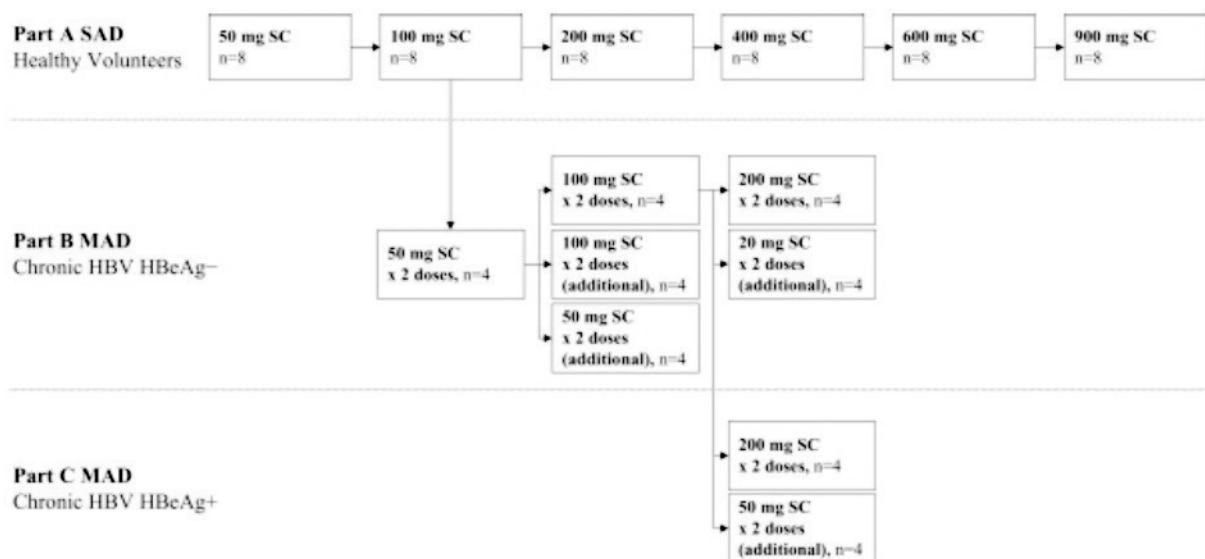 Part A SAD
Healthy Volunteers
50 mg SC
n=8
100 mg SC
n=8
200 mg SC
n=8
400 mg SC
n=8
600 mg SC
n=8
900 mg SC
n=8
Part B MAD
Chronic HBV HBeAg−
50 mg SC
x 2 doses, n=4
100 mg SC
x 2 doses, n=4
100 mg SC
x 2 doses
(additional), n=4
50 mg SC
x 2 doses
(additional), n=4
200 mg SC
x 2 doses, n=4
20 mg SC
x 2 doses
(additional), n=4
Part C MAD
Chronic HBV HBeAg+
200 mg SC
x 2 doses, n=4
50 mg SC
x 2 doses
(additional), n=4